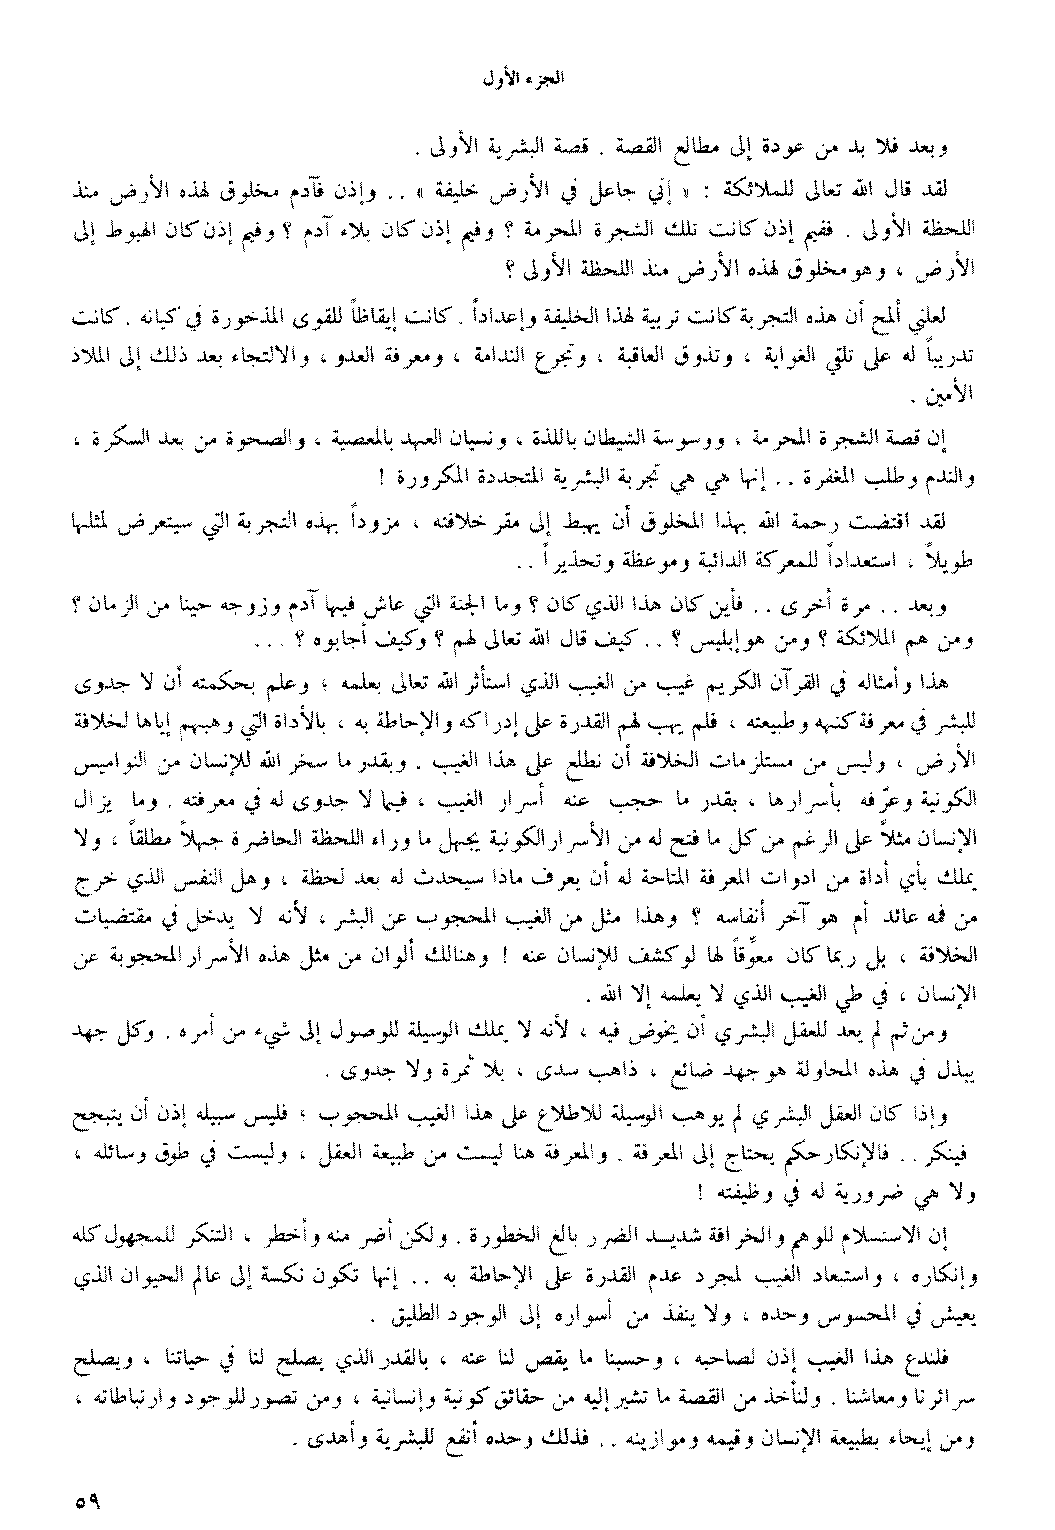 الجزء الأول
وبعد فلا بد من عودة إلى مطالع القصة . قصة البشرية الأولى .
لقد قال الله تعالى للملائكة : « إني جاعل في الأرض خليفة » .. وإذن فآدم مخلوق لهذه الأرض منذ
اللحظة الأولى . ففيم إذن كانت تلك الشجرة المحرمة ؟ وفيم إذن كان بلاء آدم ؟ وفيم إذن كان الهبوط إلى
الأرض ، وهو مخلوق لهذه الأرض منذ اللحظة الأولى ؟
لعلني ألمح أن هذه التجربة كانت تربية لهذا الخليفة وإعداداً . كانت إيقاظاً للقوى المذخورة في كيانه . كانت
تدريباً له على تلقي الغواية ، وتذوق العاقبة ، وتجرع الندامة ، ومعرفة العدو ، والالتجاء بعد ذلك إلى الملاذ
الأمين .
إن قصة الشجرة المحرمة ، ووسوسة الشيطان باللذة ، ونسيان العهد بالمعصية ، والصحوة من بعد السكرة ،
والندم وطلب المغفرة .. إنها هي هي تجربة البشرية المتجددة المكرورة !
لقد اقتضت رحمة الله بهذا المخلوق أن يهبط إلى مقر خلافته ، مزوداً بهذه التجربة التي سيتعرض لمثلها
طويلاً ، استعداداً للمعركة الدائبة وموعظة وتحذيراً ..
وبعد .. مرة أخرى .. فأين كان هذا الذي كان ؟ وما الجنة التي عاش فيها آدم وزوجه حينا من الزمان ؟
ومن هم الملائكة ؟ ومن هو إبليس ؟ .. كيف قال الله تعالى لهم ؟ وكيف أجابوه ؟ ...
هذا وأمثاله في القرآن الكريم غيب من الغيب الذي استأثر الله تعالى بعلمه ؛ وعلم بحكمته أن لا جدوى
للبشر في معرفة كنهه وطبيعته ، فلم يهب لهم القدرة على إدراكه والإحاطة به ، بالأداة التي وهبهم إياها لخلافة
الأرض ، وليس من مستلزمات الخلافة أن نطلع على هذا الغيب . وبقدر ما سخر الله للإنسان من النواميس
الكونية وعرّفه بأسرارها ، بقدر ما حجب عنه أسرار الغيب ، فيما لا جدوى له في معرفته . وما يزال
الإنسان مثلاً على الرغم من كل ما فتح له من الأسرار الكونية يجهل ما وراء اللحظة الحاضرة جهلاً مطلقاً ، ولا
يملك بأي أداة من ادوات المعرفة المتاحة له أن يعرف ماذا سيحدث له بعد لحظة ، وهل النفس الذي خرج
من فمه عائد أم هو آخر أنفاسه ؟ وهذا مثل من الغيب المحجوب عن البشر ، لأنه لا يدخل في مقتضيات
الخلافة ، بل ربما كان معوّقاً لها لو كشف للإنسان عنه ! وهنالك ألوان من مثل هذه الأسرار المحجوبة عن
الإنسان ، في طي الغيب الذي لا يعلمه إلا الله .
ومن ثم لم يعد للعقل البشري أن يخوض فيه ، لأنه لا يملك الوسيلة للوصول إلى شيء من أمره . وكل جهد
يبذل في هذه المحاولة هو جهد ضائع ، ذاهب سدى ، بلا ثمرة ولا جدوى .
وإذا كان العقل البشري لم يوهب الوسيلة للاطلاع على هذا الغيب المحجوب ؛ فليس سبيله إذن أن يتبجح
فينكر .. فالإنكار حكم يحتاج إلى المعرفة . والمعرفة هنا ليست من طبيعة العقل ، وليست في طوق وسائله ،
ولا هي ضرورية له في وظيفته !
إن الاستسلام للوهم والخرافة شديد الضرر بالغ الخطورة . ولكن أضر منه وأخطر ، التنكر للمجهول كله
وإنكاره ، واستبعاد الغيب لمجرد عدم القدرة على الإحاطة به .. إنها تكون نكسة إلى عالم الحيوان الذي
يعيش في المحسوس وحده ، ولا ينفذ من أسواره إلى الوجود الطليق .
فلندع هذا الغيب إذن لصاحبه ، وحسبنا ما يقص لنا عنه ، بالقدر الذي يصلح لنا في حياتنا ، ويصلح
سرائرنا ومعاشنا . ولنأخذ من القصة ما تشير إليه من حقائق كونية وإنسانية ، ومن تصور للوجود وارتباطاته ،
ومن إيحاء بطبيعة الإنسان وقيمه وموازينه .. فذلك وحده أنفع للبشرية وأهدى .
٥٩